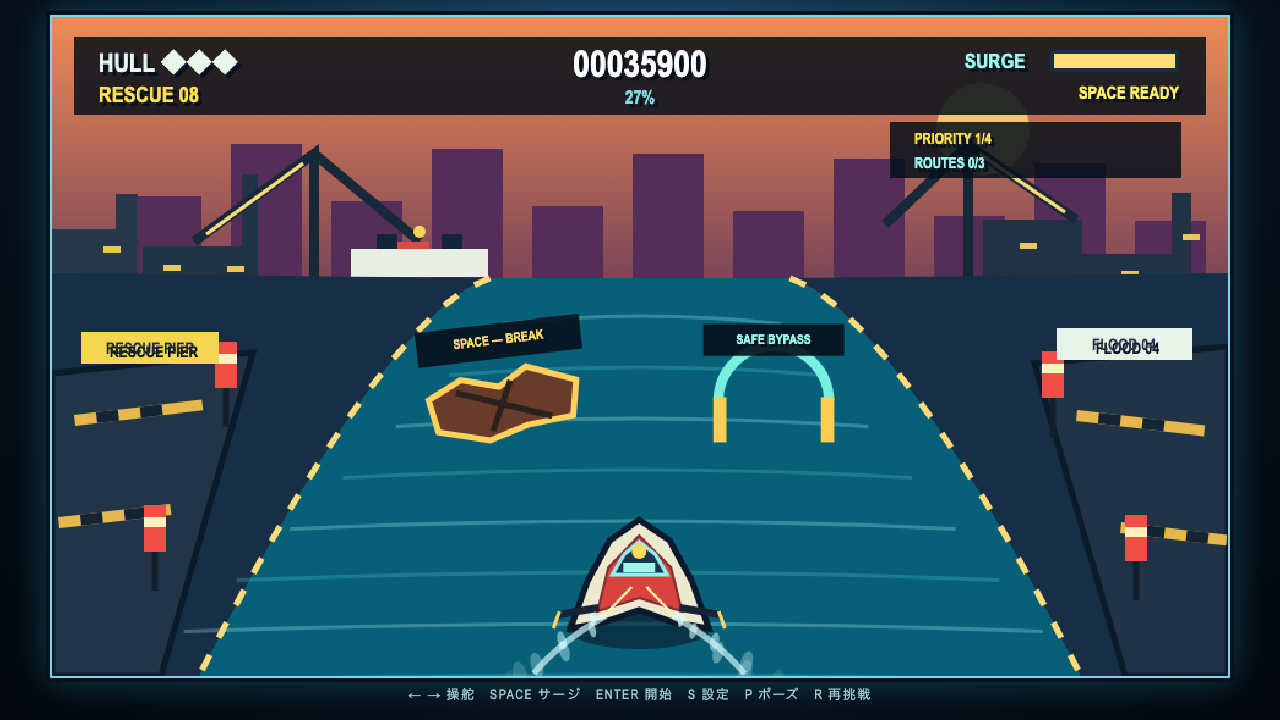 HULL
RESCUE 08
00035900
27%
SURGE
SPACE READY
PRIORITY 1/4
ROUTES 0/3
RESCUE PIER
SPACE — BREAK
SAFE BYPASS
FLOOD 04
← → 操舵 SPACE サージ ENTER 開始 S 設定 P ポーズ R 再挑戦